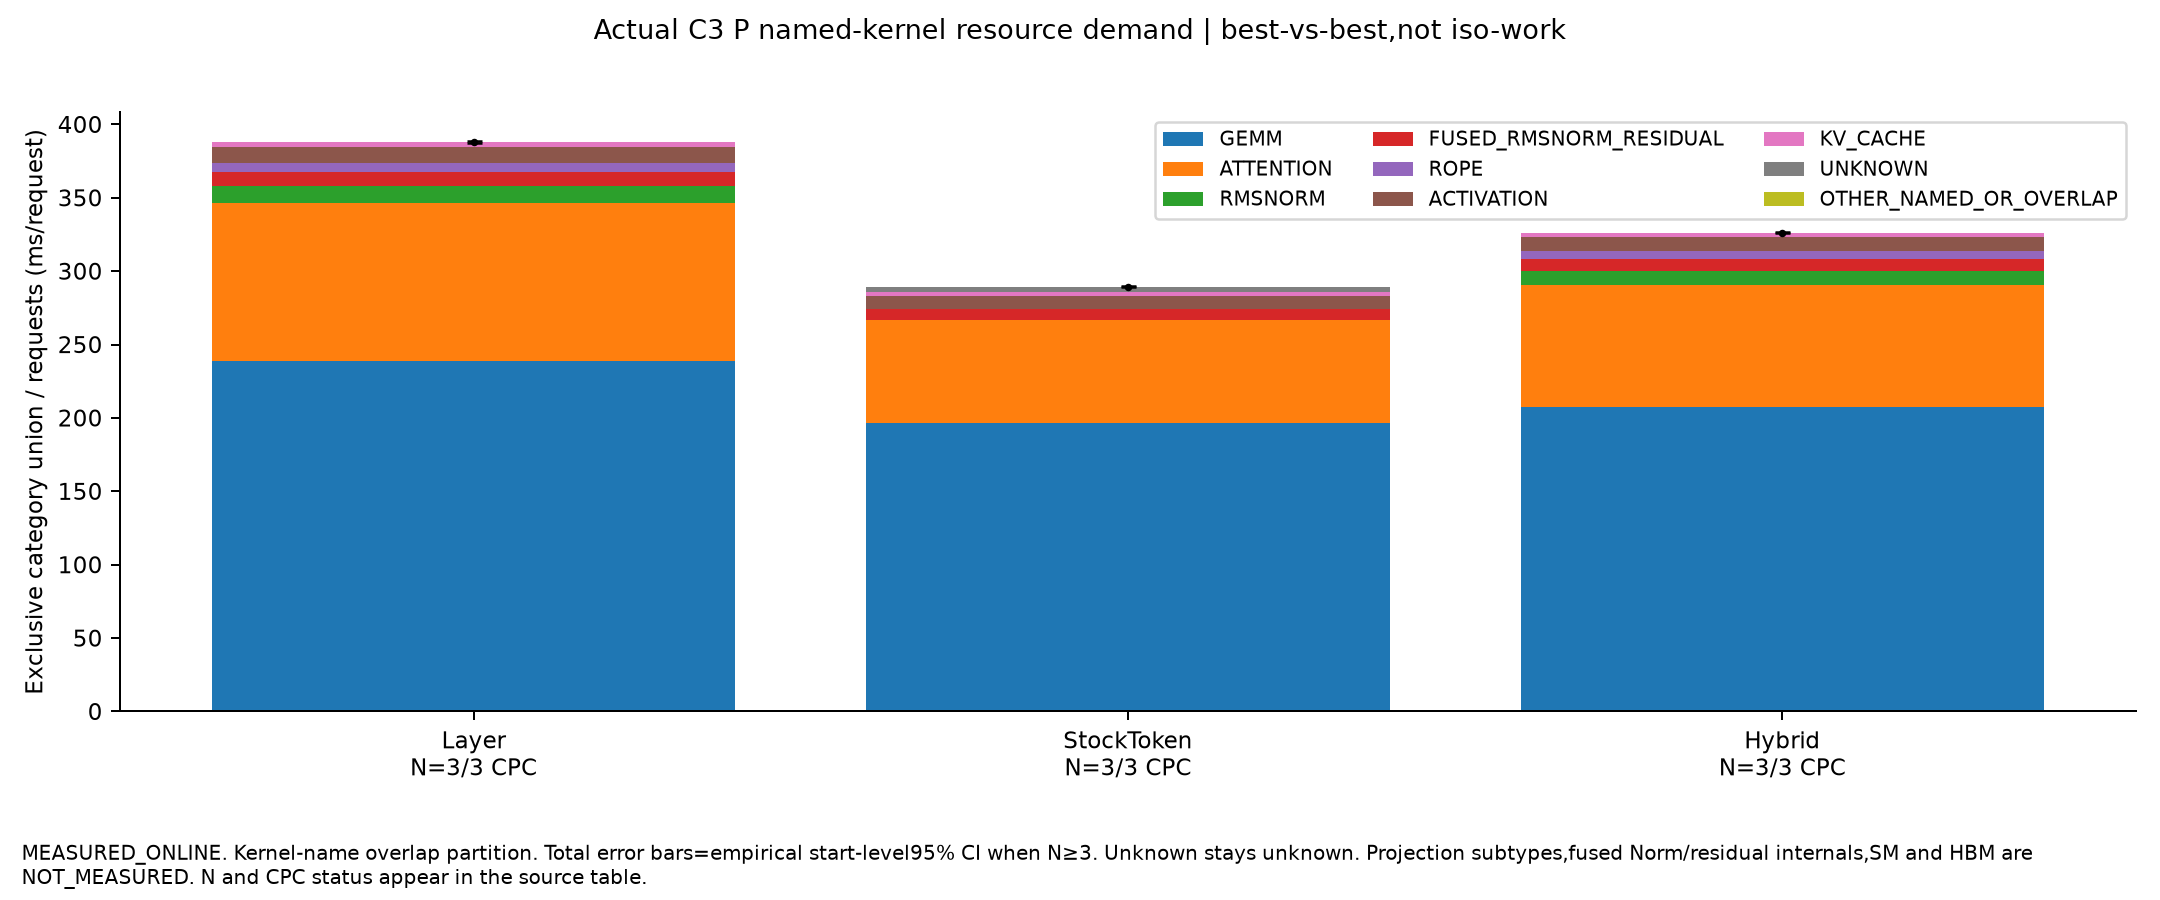 Actual C3 P named-kernel resource demand | best-vs-best,not iso-work
Exclusive category union / requests (ms/request)
400
350
300
250
200
150
100
50
0
GEMM
ATTENTION
RMSNORM
FUSED_RMSNORM_RESIDUAL
ROPE
ACTIVATION
KV_CACHE
UNKNOWN
OTHER_NAMED_OR_OVERLAP
Layer
N=3/3 CPC
StockToken
N=3/3 CPC
Hybrid
N=3/3 CPC
MEASURED_ONLINE. Kernel-name overlap partition. Total error bars=empirical start-level95% CI when N≥3. Unknown stays unknown. Projection subtypes,fused Norm/residual internals,SM and HBM are
NOT_MEASURED. N and CPC status appear in the source table.